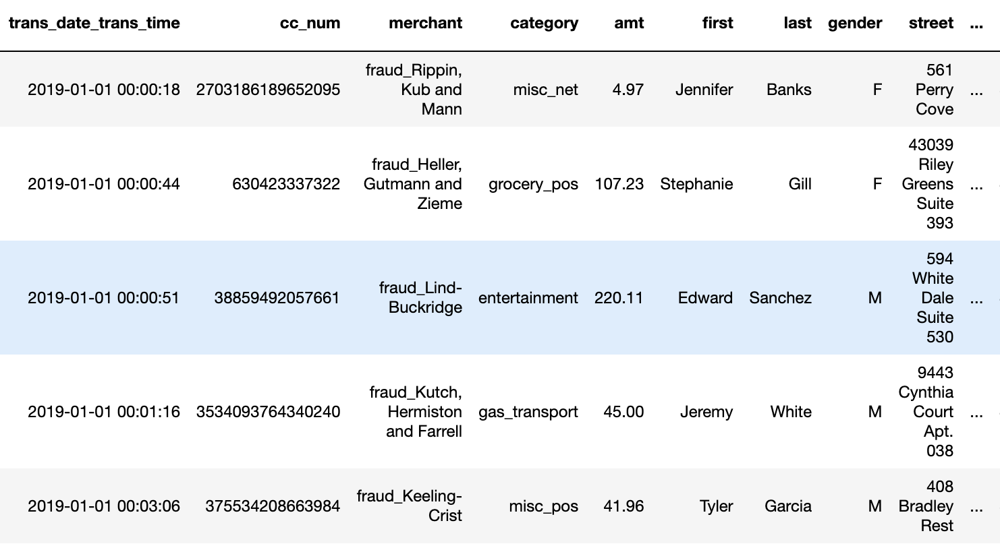 trans_date_trans_time cc_num merchant category amt first last gender street ...
fraud_Rippin, 561
2019-01-01 00:00:18 2703186189652095 Kub and misc_net 4.97 Jennifer Banks F Perry ...
Mann Cove
43039
fraud_Heller, Riley
2019-01-01 00:00:44 630423337322 Gutmann and grocery_pos 107.23 Stephanie Gill F Greens ...
Zieme Suite
393
594
fraud_Lind- White
2019-01-01 00:00:51 38859492057661 entertainment 220.11 Edward Sanchez M Dale ...
Buckridge Suite
530
9443
fraud_Kutch, Cynthia
2019-01-01 00:01:16 3534093764340240 Hermiston gas_transport 45.00 Jeremy White M Court ...
and Farrell Apt.
038
fraud_Keeling- 408
2019-01-01 00:03:06 375534208663984 misc_pos 41.96 Tyler Garcia M Bradley ...
Crist Rest